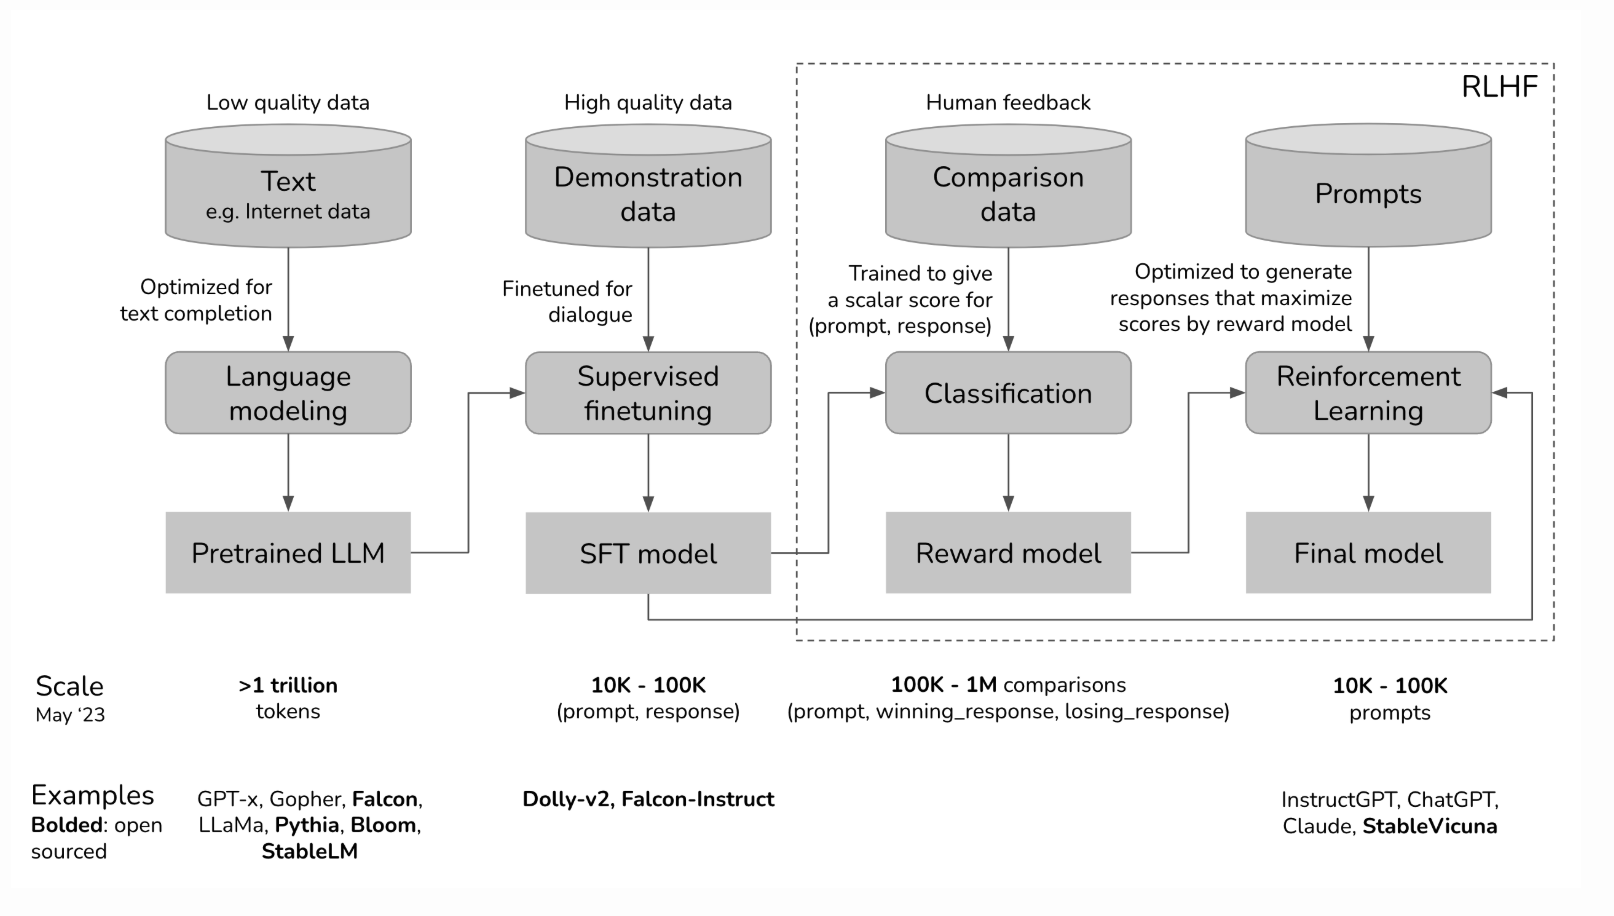 RLHF
Low quality data
Text
e.g. Internet data
Optimized for
text completion
Language
modeling
Pretrained LLM
High quality data
Demonstration
data
Finetuned for
dialogue
Supervised
finetuning
SFT model
Human feedback
Comparison
data
Trained to give
a scalar score for
(prompt, response)
Classification
Reward model
Prompts
Optimized to generate
responses that maximize
scores by reward model
Reinforcement
Learning
Final model
Scale
May ‘23
>1 trillion
tokens
10K - 100K
(prompt, response)
100K - 1M comparisons
(prompt, winning_response, losing_response)
10K - 100K
prompts
Examples
Bolded: open
sourced
GPT-x, Gopher, Falcon,
LLaMa, Pythia, Bloom,
StableLM
Dolly-v2, Falcon-Instruct
InstructGPT, ChatGPT,
Claude, StableVicuna